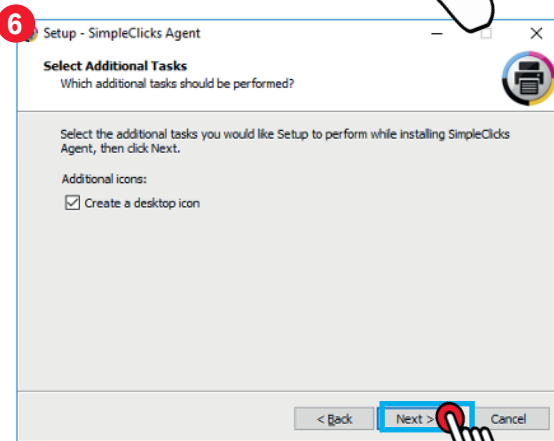 6
Setup - SimpleClicks Agent
Select Additional Tasks
Which additional tasks should be performed?
Select the additional tasks you would like Setup to perform while installing SimpleClicks
Agent, then click Next.
Additional icons:
Create a desktop icon
< Back Next > Cancel